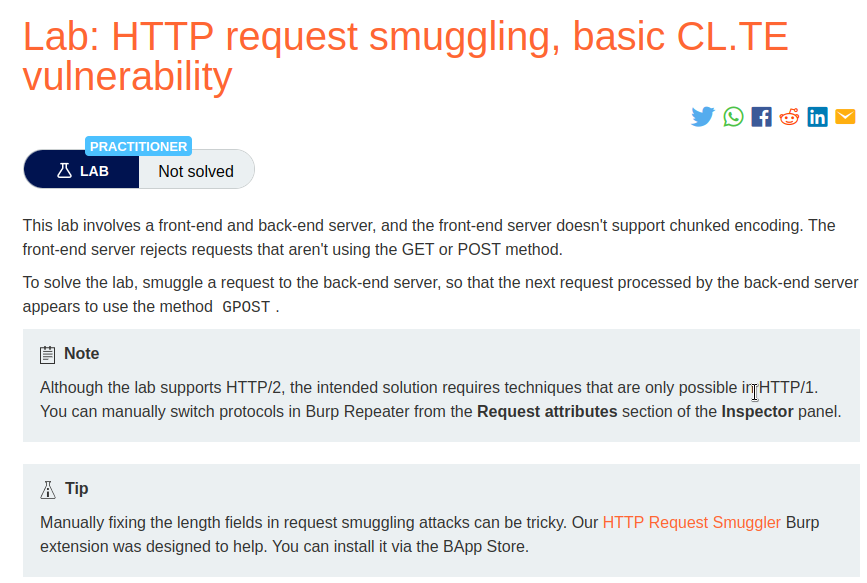 Lab: HTTP request smuggling, basic CL.TE
vulnerability
PRACTITIONER
LAB
Not solved
This lab involves a front-end and back-end server, and the front-end server doesn't support chunked encoding. The
front-end server rejects requests that aren't using the GET or POST method.
To solve the lab, smuggle a request to the back-end server, so that the next request processed by the back-end server
appears to use the method GPOST .
Note
Although the lab supports HTTP/2, the intended solution requires techniques that are only possible in HTTP/1.
You can manually switch protocols in Burp Repeater from the Request attributes section of the Inspector panel.
Tip
Manually fixing the length fields in request smuggling attacks can be tricky. Our HTTP Request Smuggler Burp
extension was designed to help. You can install it via the BApp Store.